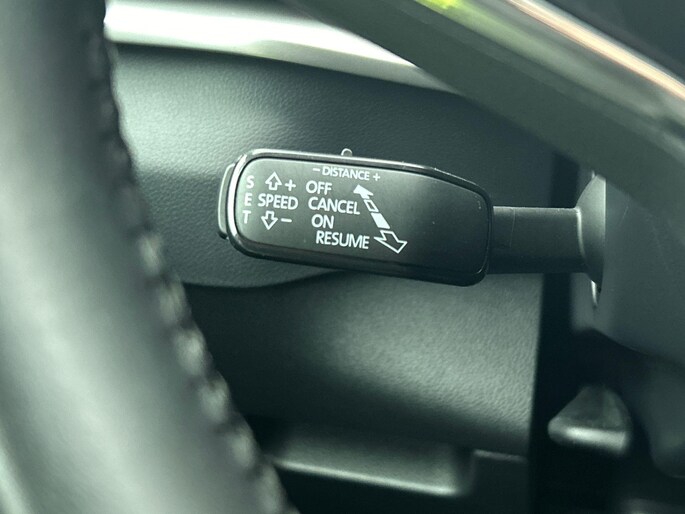 - DISTANCE +
S + OFF
E SPEED CANCEL
T - ON
RESUME